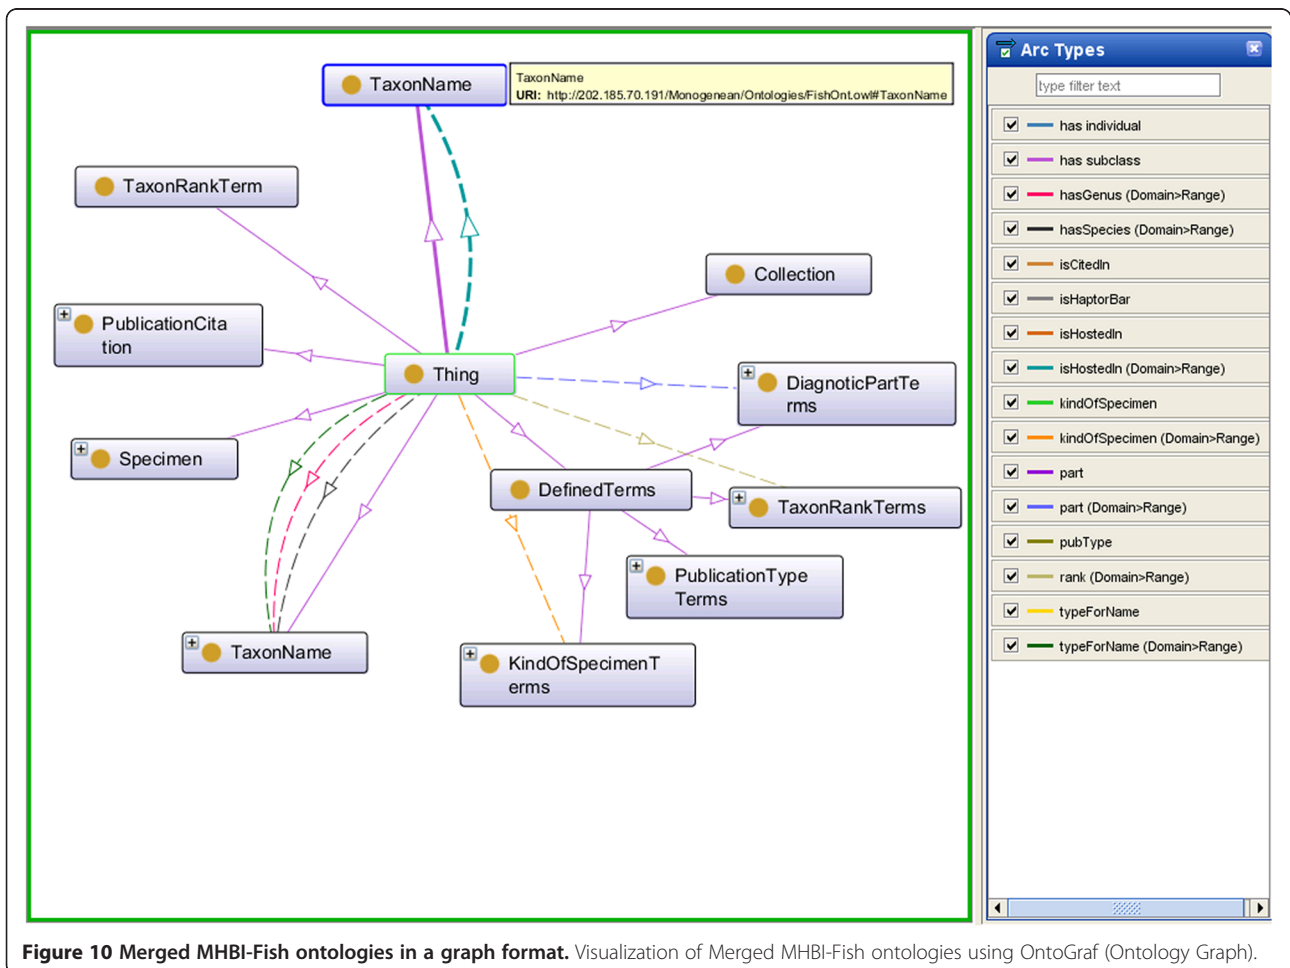 TaxonName
TaxonName
URI: http://202.185.70.191/Monogenean/Ontologies/FishOnt.owl#TaxonName
TaxonRankTerm
Collection
PublicationCita
tion
Thing
DiagnoticPartTe
rms
Specimen
DefinedTerms
TaxonRankTerms
PublicationType
Terms
TaxonName
KindOfSpecimenT
erms
Arc Types
type filter text
has individual
has subclass
hasGenus (Domain>Range)
hasSpecies (Domain>Range)
isCitedIn
isHaptorBar
isHostedIn
isHostedIn (Domain>Range)
kindOfSpecimen
kindOfSpecimen (Domain>Range)
part
part (Domain>Range)
pubType
rank (Domain>Range)
typeForName
typeForName (Domain>Range)
Figure 10 Merged MHBI-Fish ontologies in a graph format. Visualization of Merged MHBI-Fish ontologies using OntoGraf (Ontology Graph).